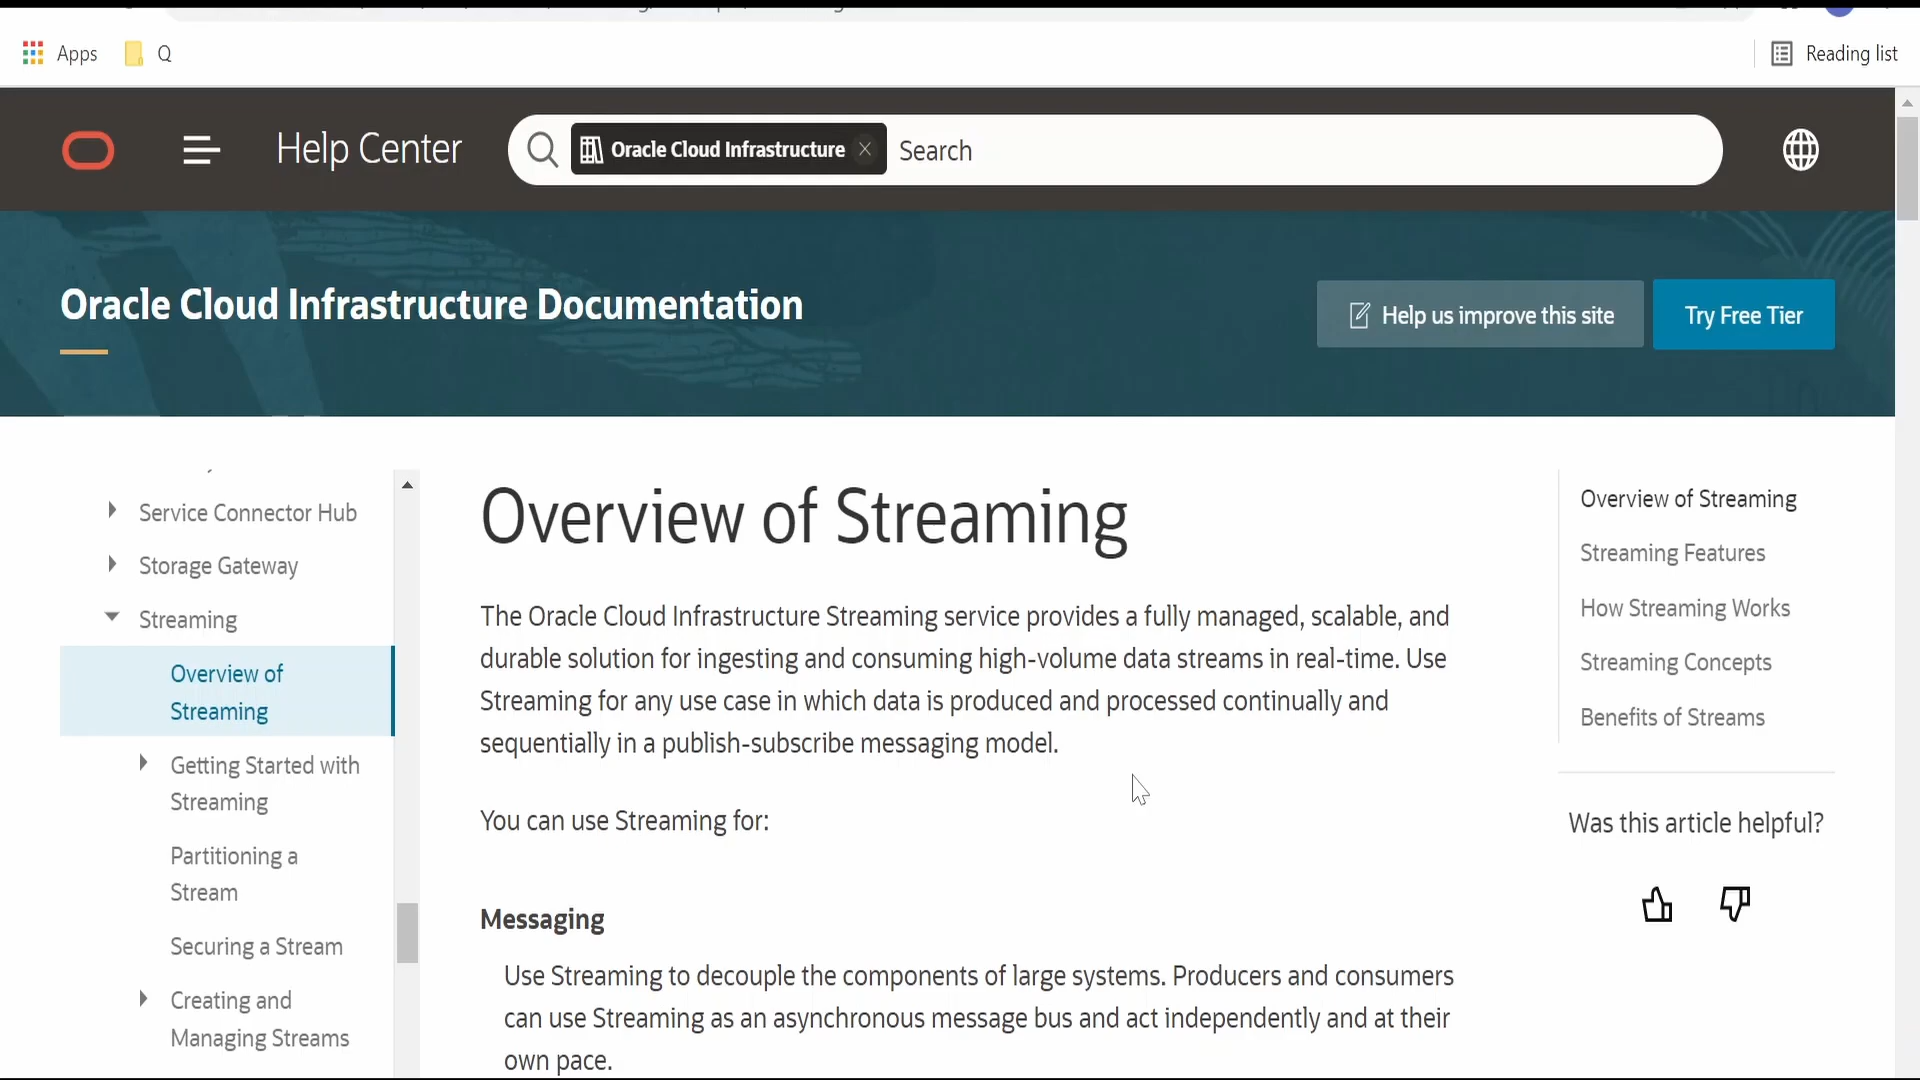 Apps
Q
Reading list
Help Center
Oracle Cloud Infrastructure
Search
Oracle Cloud Infrastructure Documentation
Help us improve this site
Try Free Tier
Service Connector Hub
Storage Gateway
Streaming
Overview of
Streaming
Getting Started with
Streaming
Partitioning a
Stream
Securing a Stream
Creating and
Managing Streams
Overview of Streaming
The Oracle Cloud Infrastructure Streaming service provides a fully managed, scalable, and
durable solution for ingesting and consuming high-volume data streams in real-time. Use
Streaming for any use case in which data is produced and processed continually and
sequentially in a publish-subscribe messaging model.
You can use Streaming for:
Messaging
Use Streaming to decouple the components of large systems. Producers and consumers
can use Streaming as an asynchronous message bus and act independently and at their
own pace.
Overview of Streaming
Streaming Features
How Streaming Works
Streaming Concepts
Benefits of Streams
Was this article helpful?